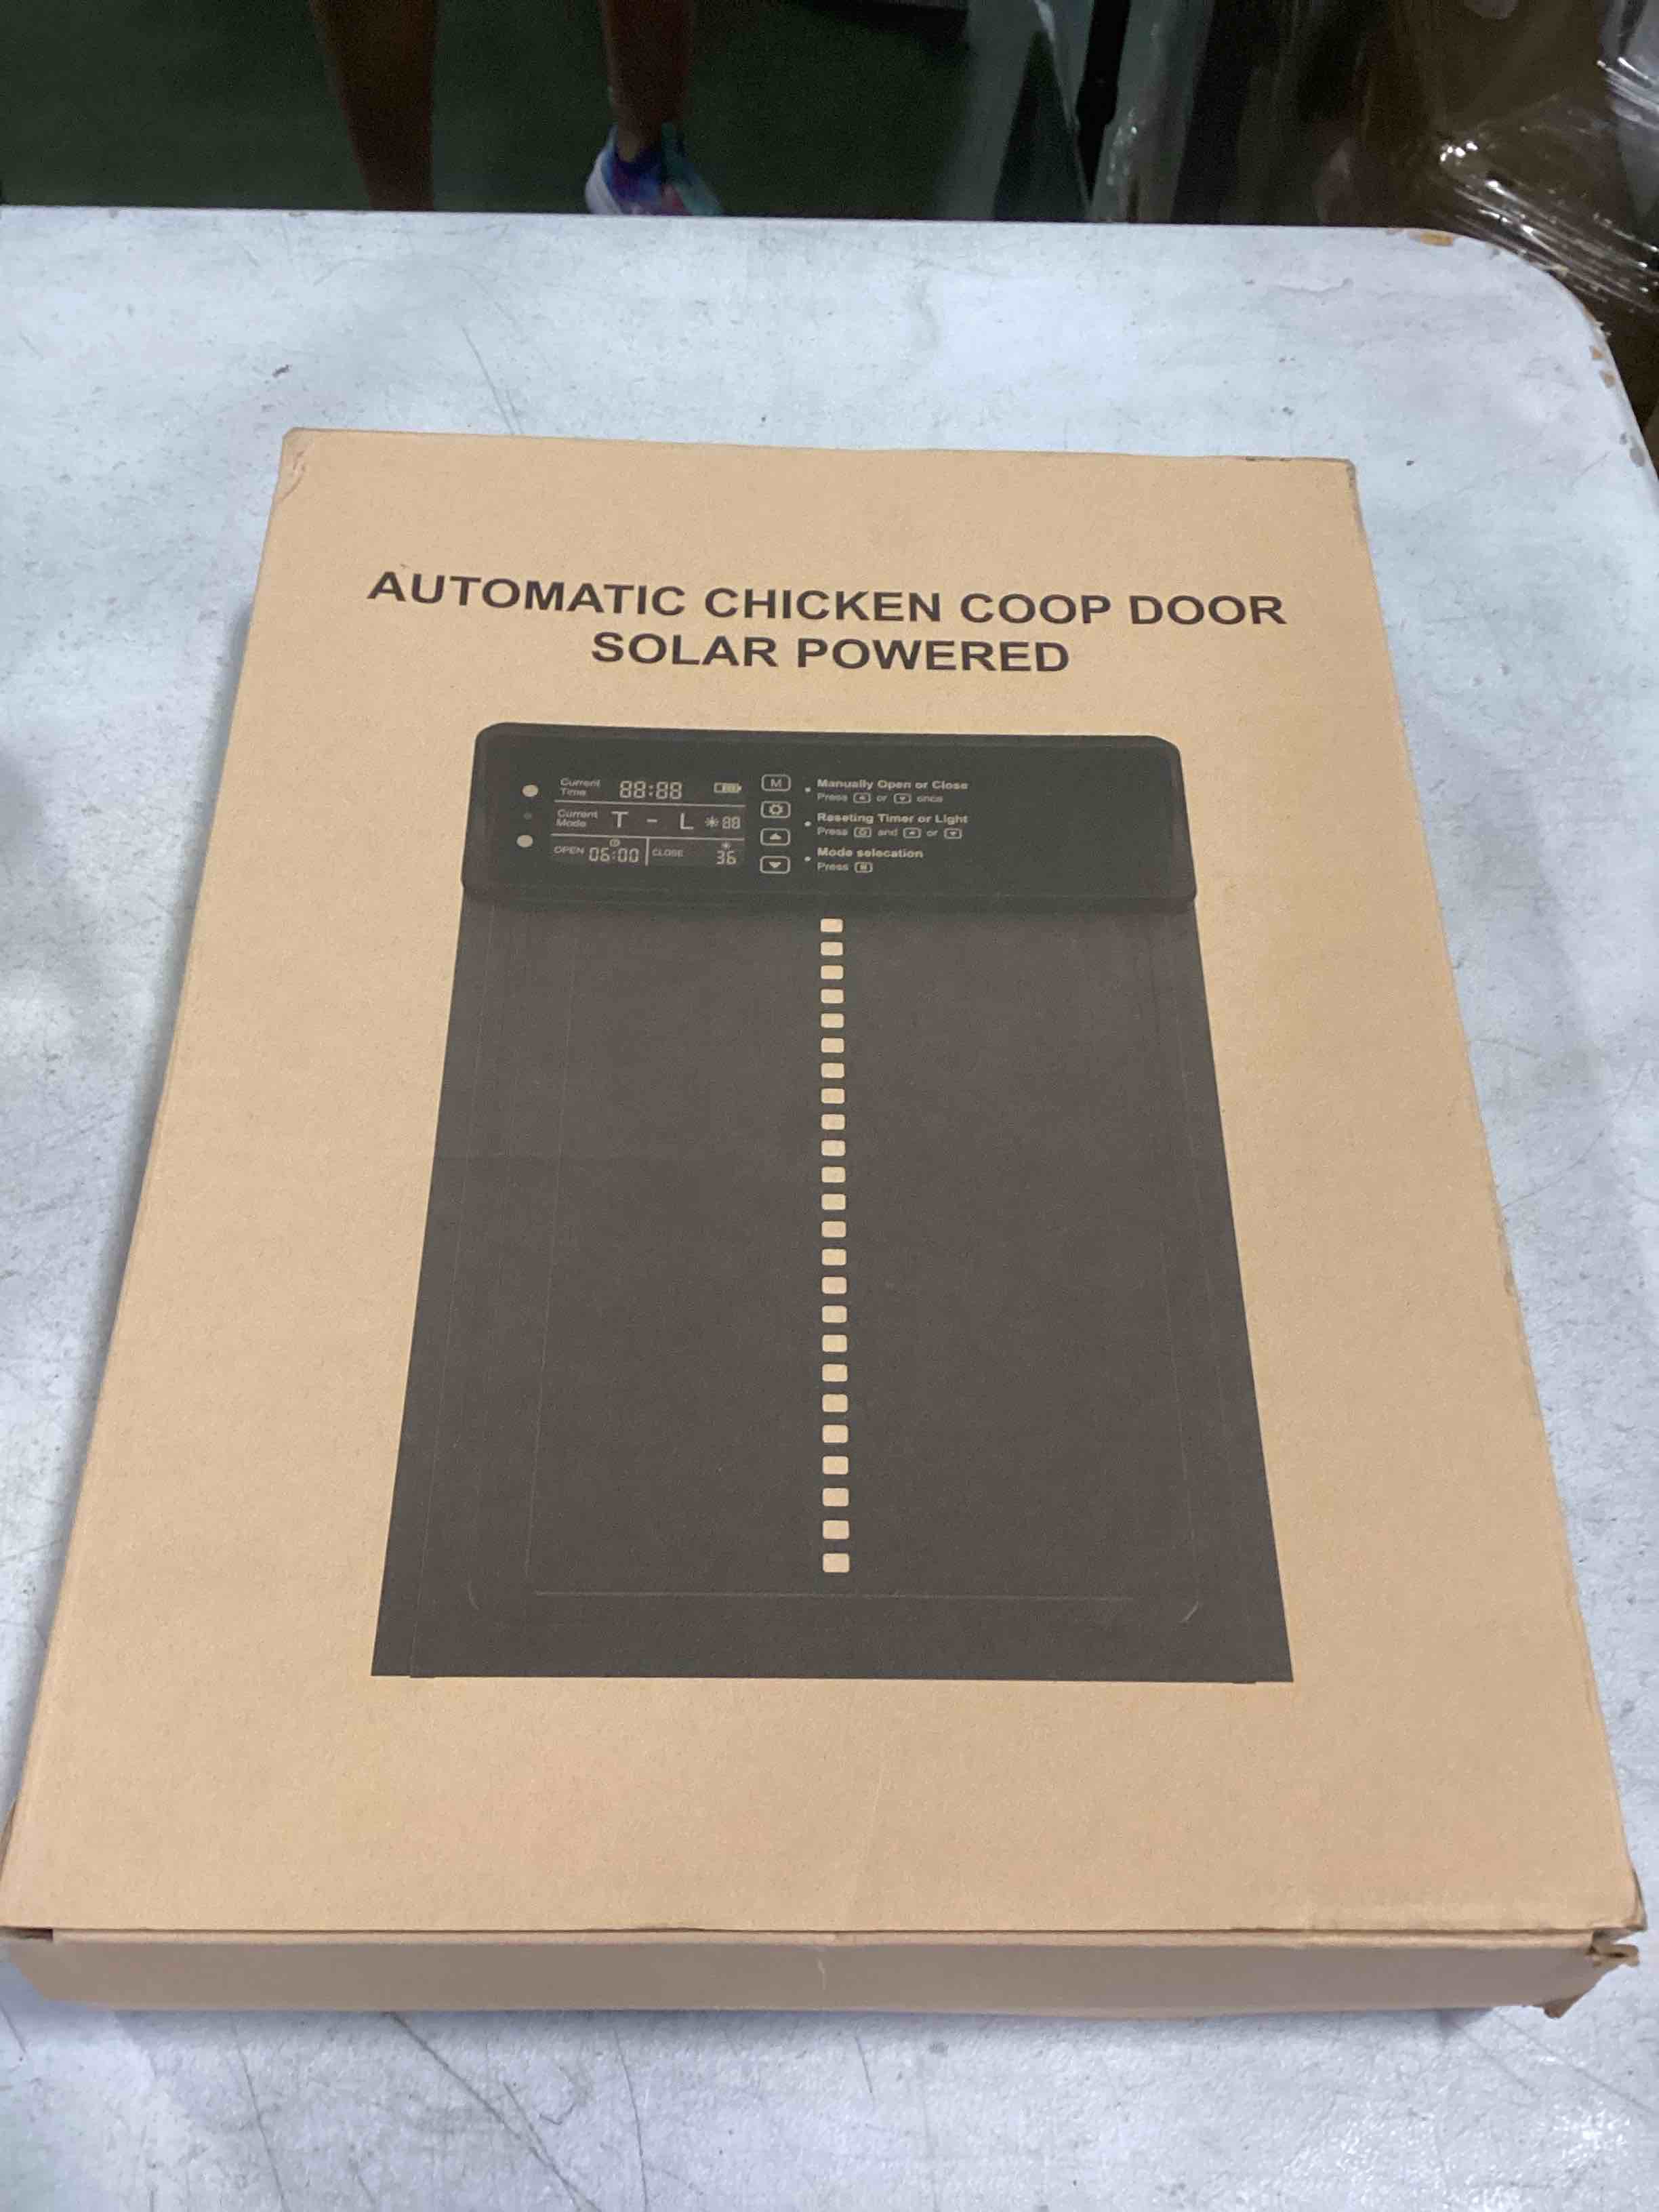 AUTOMATIC CHICKEN COOP DOOR
SOLAR POWERED
Current Time 88:88
Current Mode T - L 88
OPEN 06:00 CLOSE 36
M
Manually Open or Close
Press or once
Reseting Timer or Light
Press and or
Mode selecation
Press